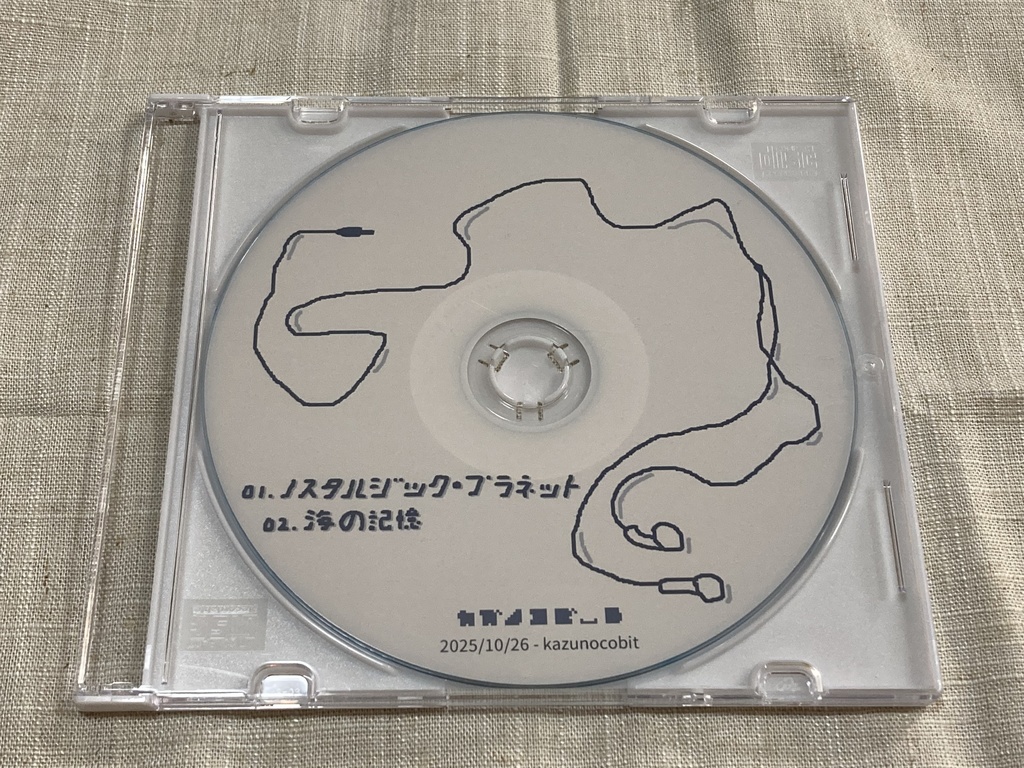 01. ノスタルジック・プラネット
02. 海の記憶
カズノコビート
2025/10/26 - kazunocobit